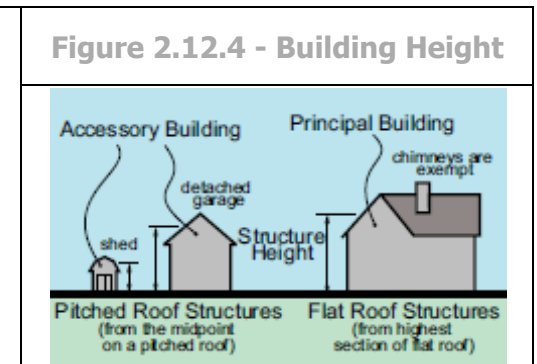 Figure 2.12.4 - Building Height
Accessory Building
Principal Building
chimneys are
exempt
detached
garage
shed
Structure
Height
Pitched Roof Structures
(from the midpoint
on a pitched roof)
Flat Roof Structures
(from highest
section of flat roof)